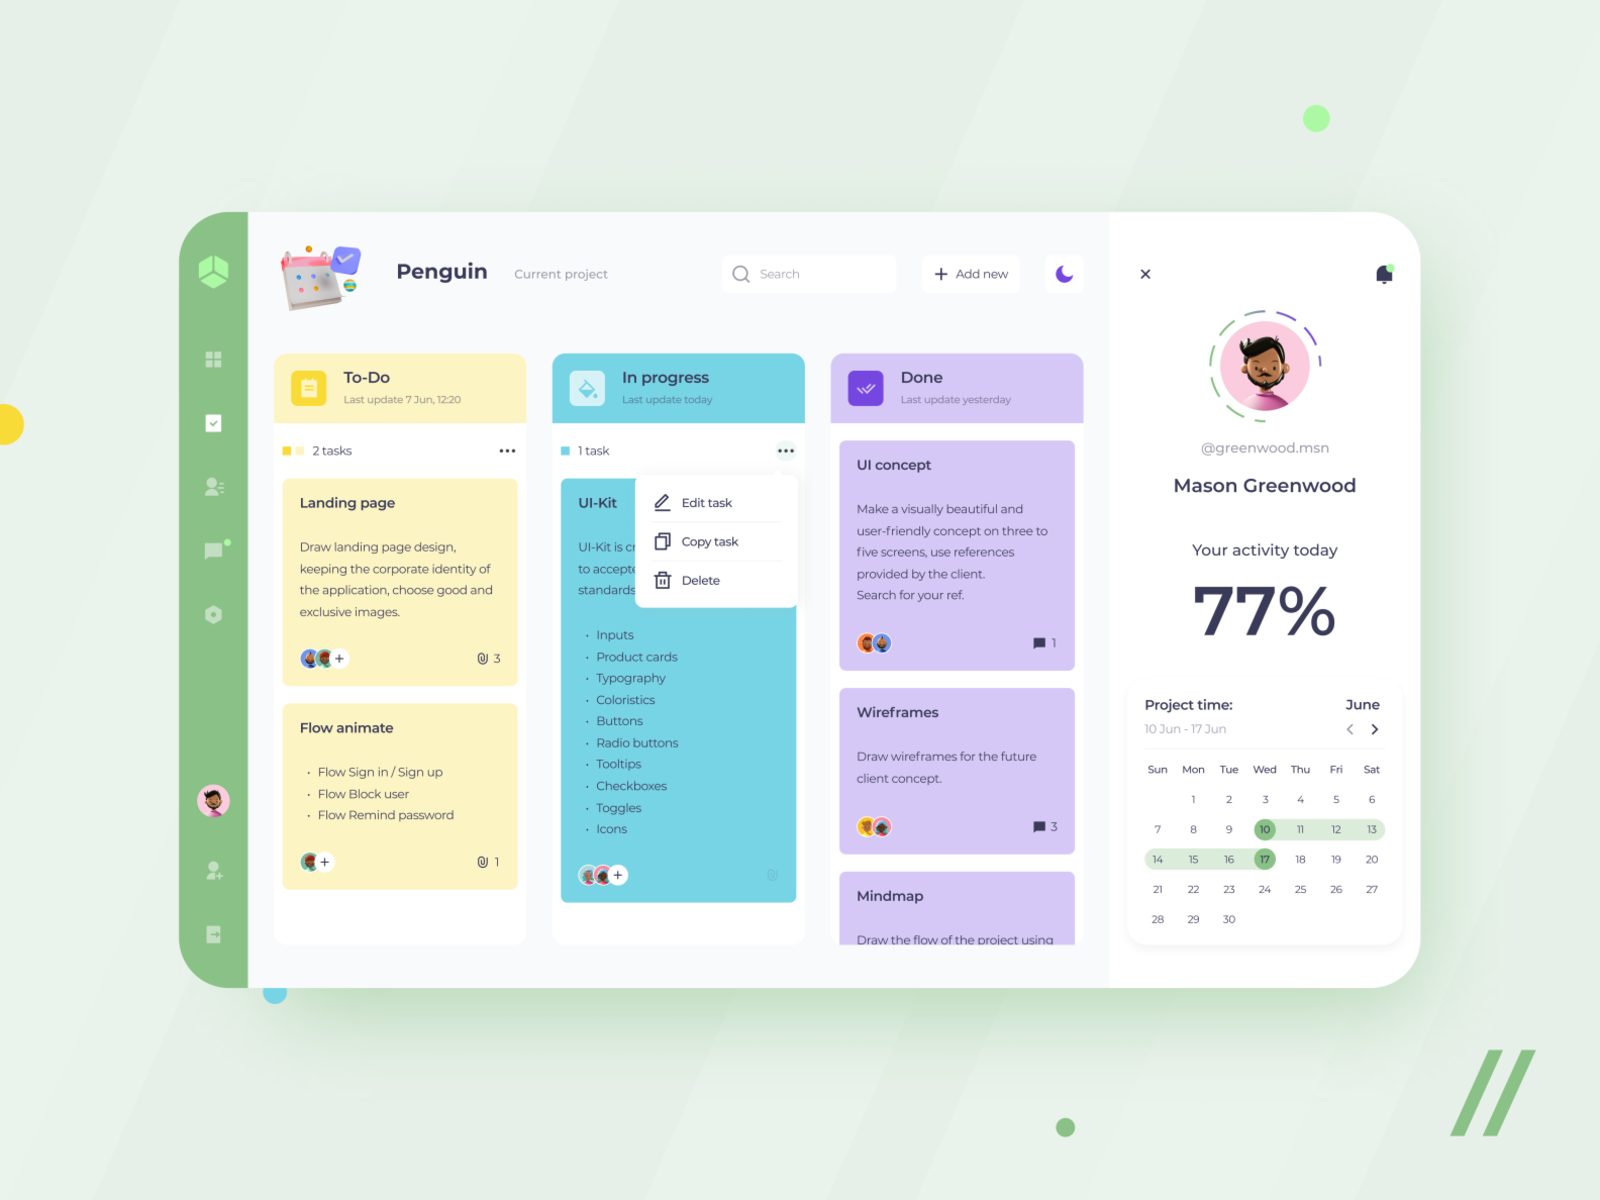 Penguin
Current project
Search
Add new
To-Do
Last update 7 Jun, 12:20
2 tasks
Landing page
Draw landing page design,
keeping the corporate identity of
the application, choose good and
exclusive images.
3
Flow animate
• Flow Sign in / Sign up
• Flow Block user
• Flow Remind password
1
In progress
Last update today
1 task
Edit task
Copy task
Delete
UI-Kit
UI-Kit is
to
standards
• Inputs
• Product cards
• Typography
• Coloristics
• Buttons
• Radio buttons
• Tooltips
• Checkboxes
• Toggles
• Icons
Done
Last update yesterday
UI concept
Make a visually beautiful and
user-friendly concept on three to
five screens, use references
provided by the client.
Search for your ref.
1
Wireframes
Draw wireframes for the future
client concept.
3
Mindmap
Draw the flow of the project using
@greenwood.msn
Mason Greenwood
Your activity today
77%
Project time:
June
10 Jun - 17 Jun
Sun Mon Tue Wed Thu Fri Sat
1 2 3 4 5 6
7 8 9 10 11 12 13
14 15 16 17 18 19 20
21 22 23 24 25 26 27
28 29 30